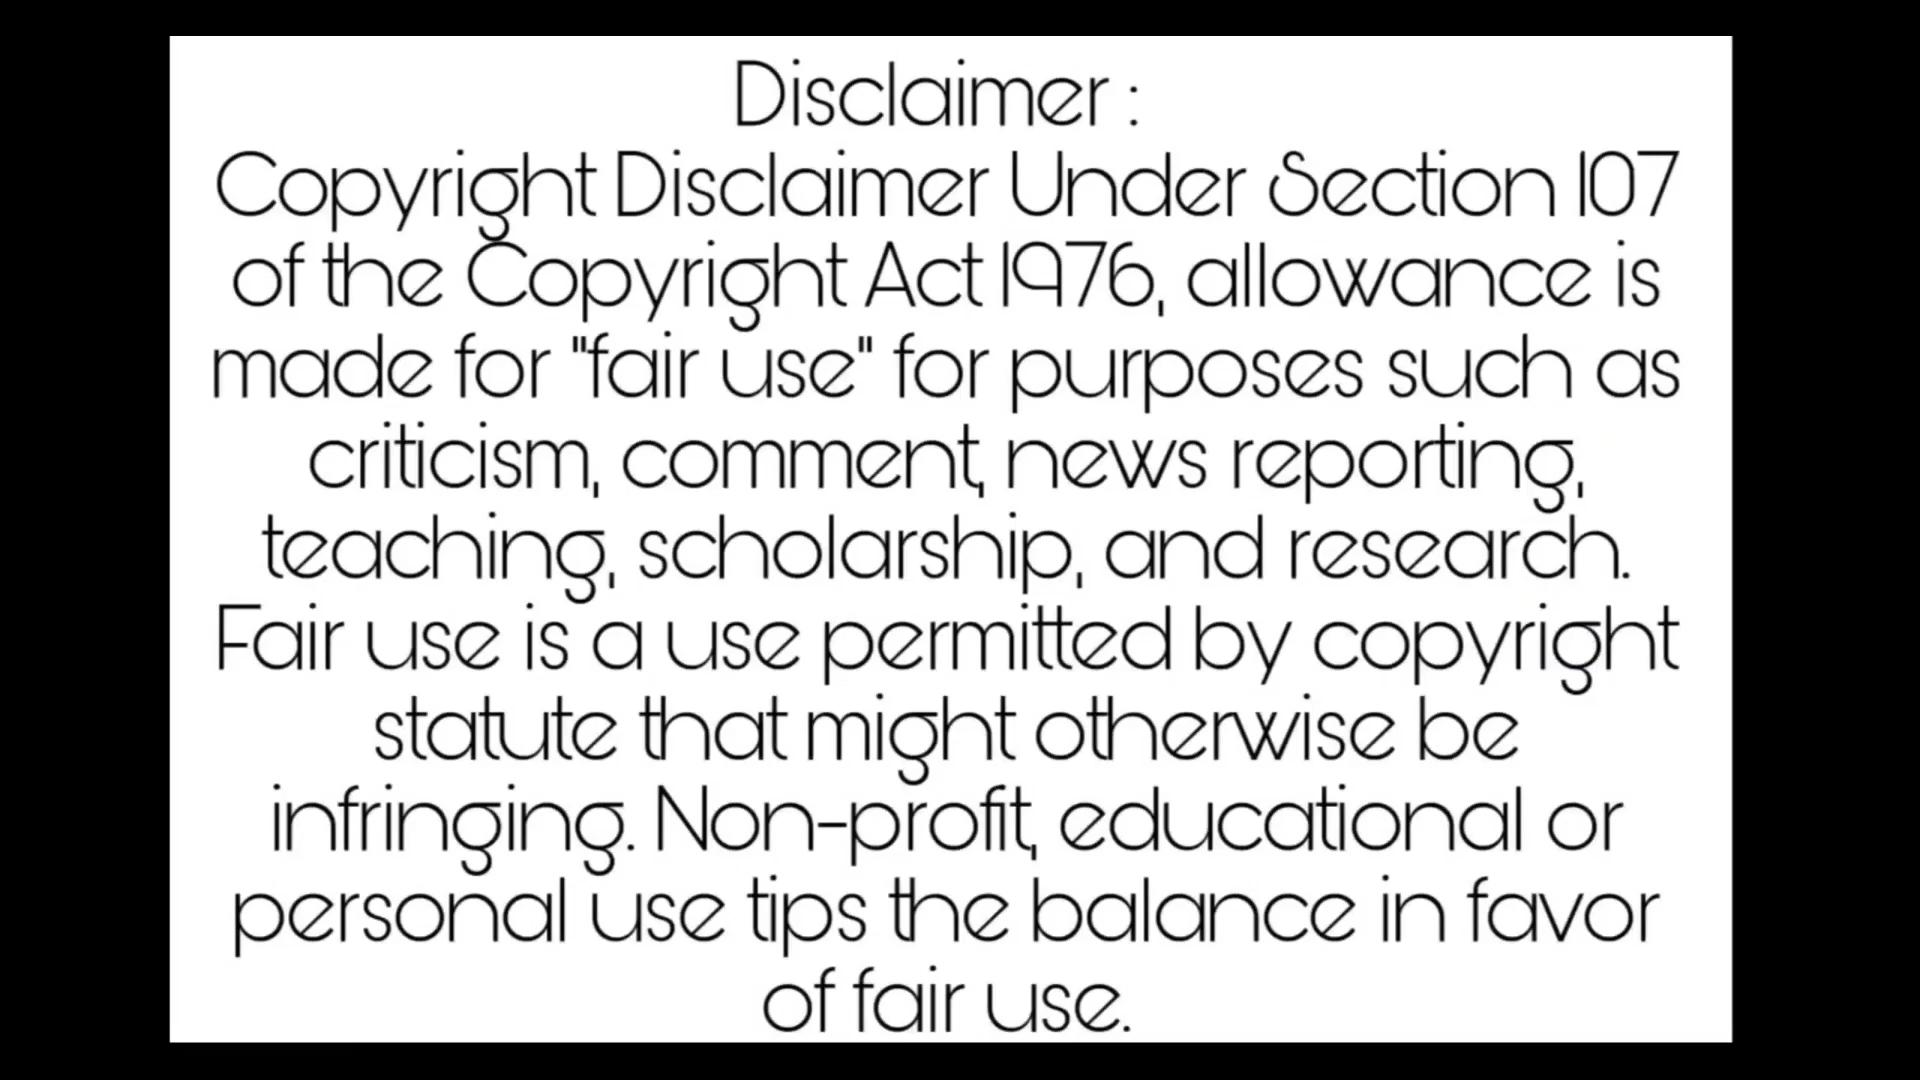 Disclaimer :
Copyright Disclaimer Under Section 107
of the Copyright Act 1976, allowance is
made for "fair use" for purposes such as
criticism, comment, news reporting,
teaching, scholarship, and research.
Fair use is a use permitted by copyright
statute that might otherwise be
infringing. Non-profit, educational or
personal use tips the balance in favor
of fair use.